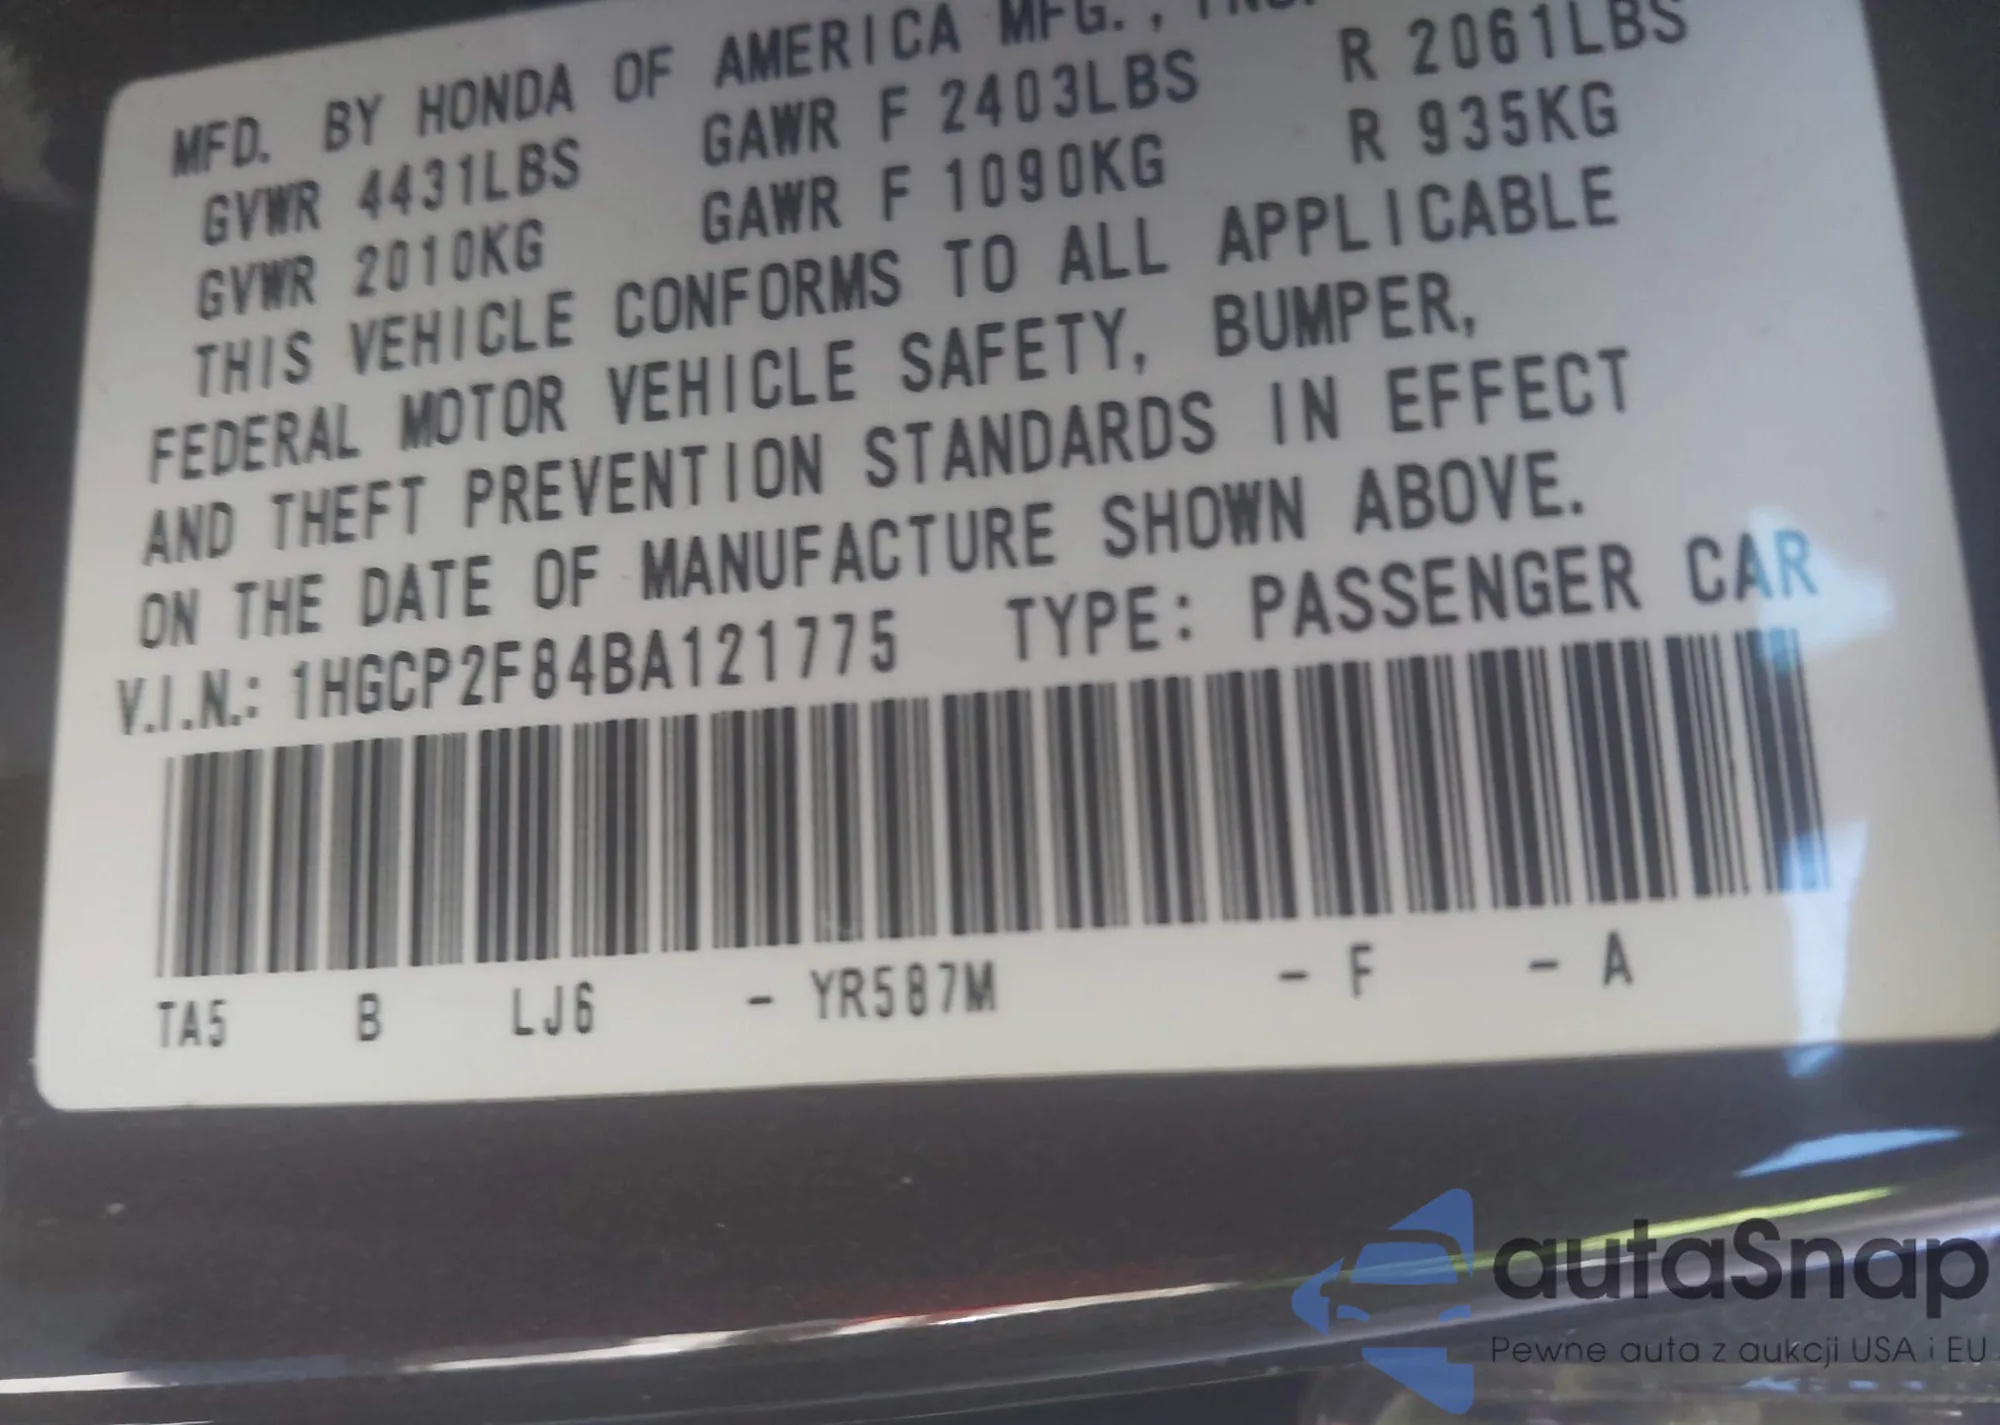 MFD. BY HONDA OF AMERICA MFG., INC.
GVWR 4431LBS GAWR F 2403LBS R 2061LBS
GVWR 2010KG GAWR F 1090KG R 935KG
THIS VEHICLE CONFORMS TO ALL APPLICABLE
FEDERAL MOTOR VEHICLE SAFETY, BUMPER,
AND THEFT PREVENTION STANDARDS IN EFFECT
ON THE DATE OF MANUFACTURE SHOWN ABOVE.
V.I.N.: 1HGCP2F84BA121775 TYPE: PASSENGER CAR
TA5 B LJ6 - YR587M - F - A
autaSnap
Pewne auta z aukcji USA i EU